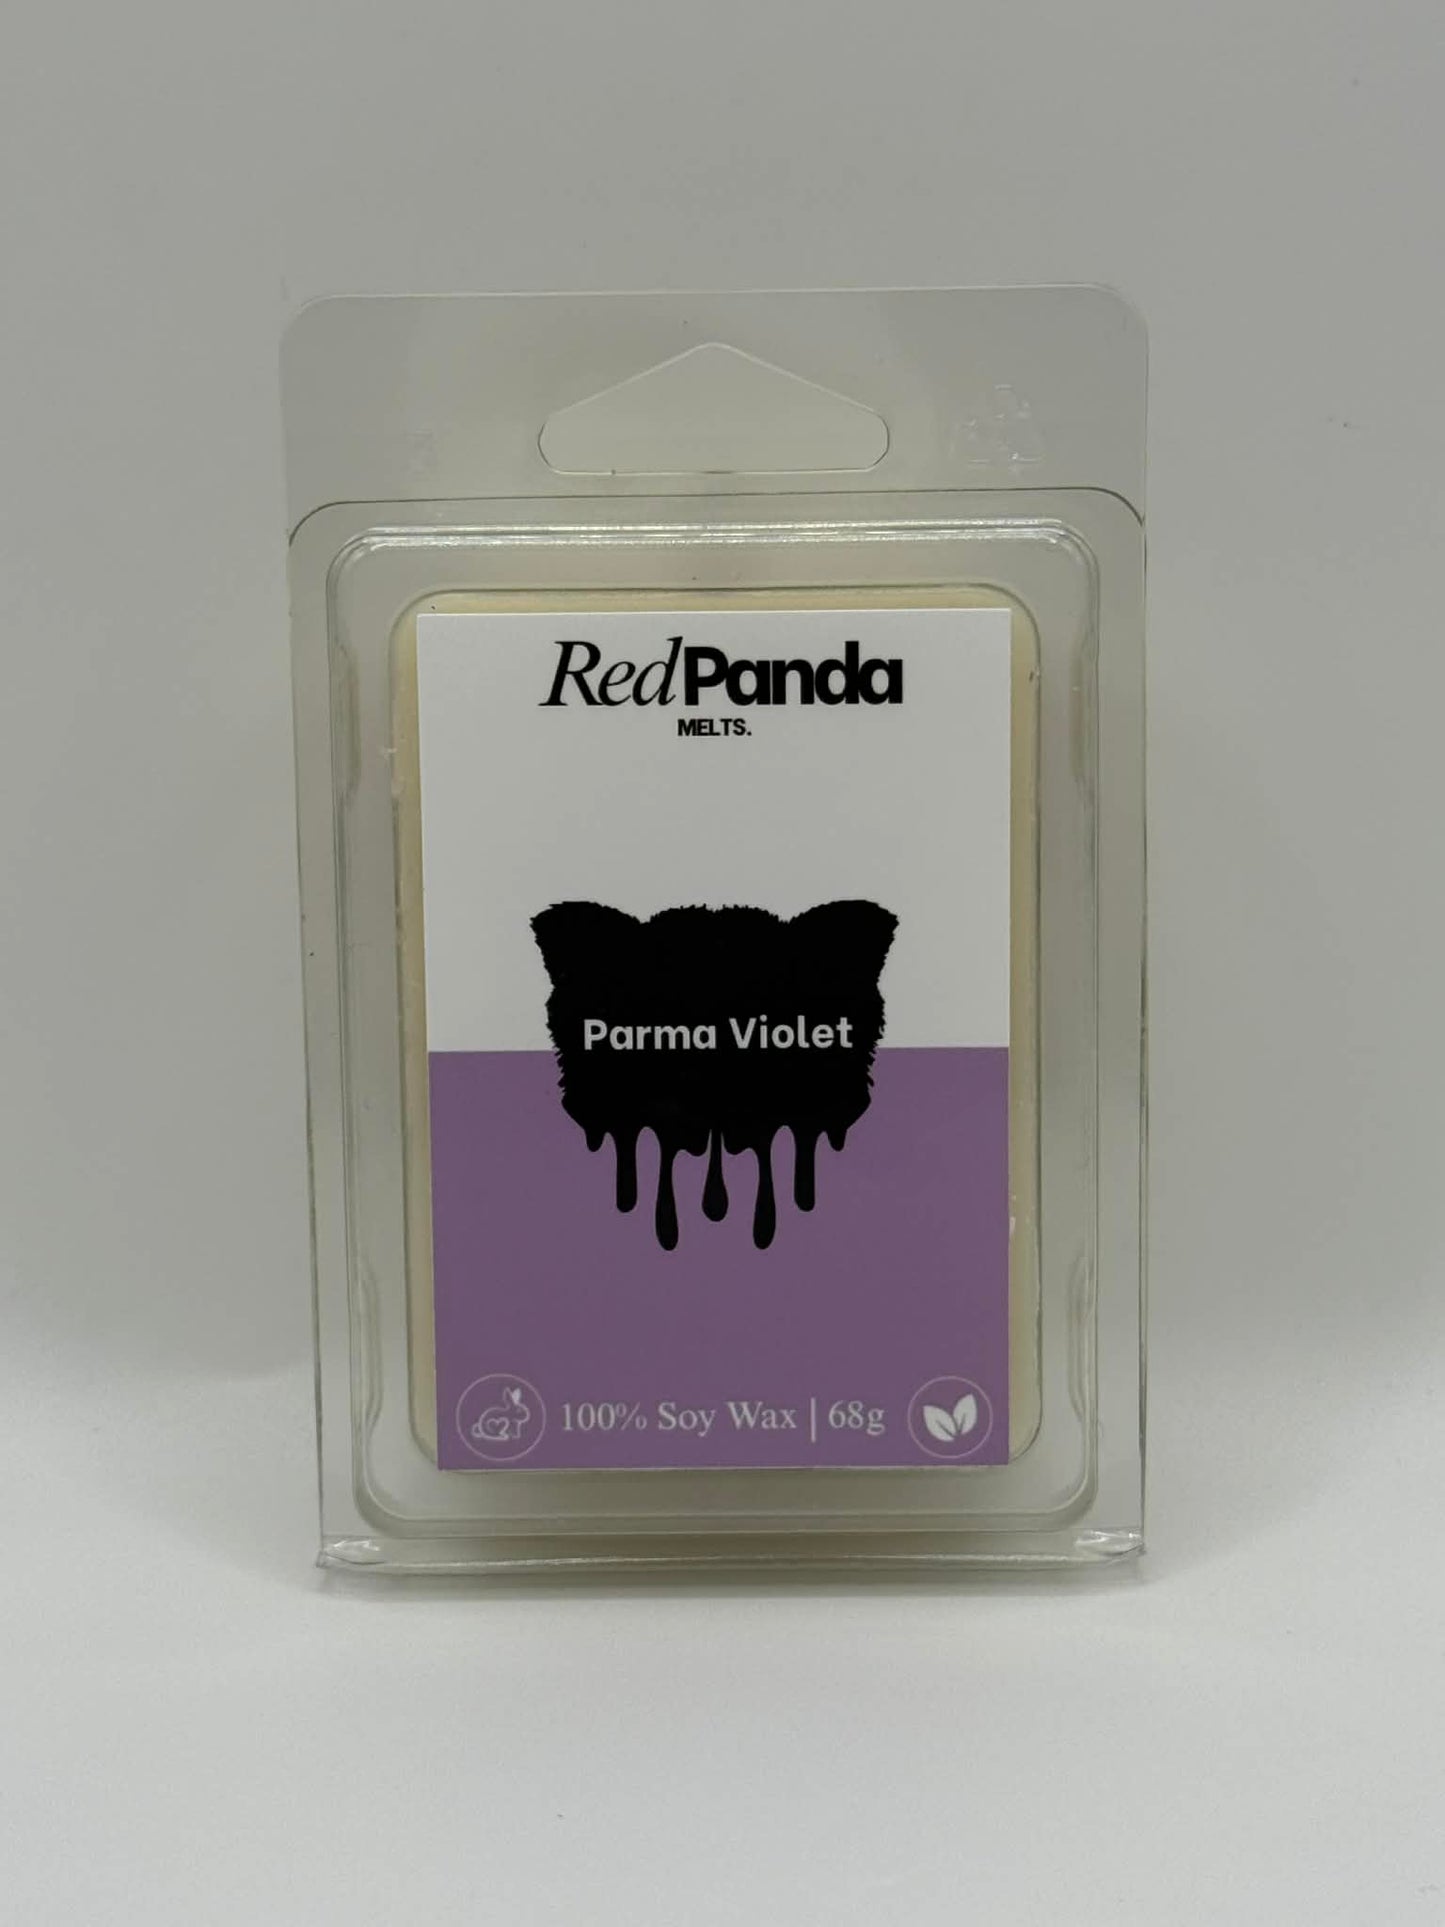 RedPanda
MELTS.
Parma Violet
100% Soy Wax | 68g